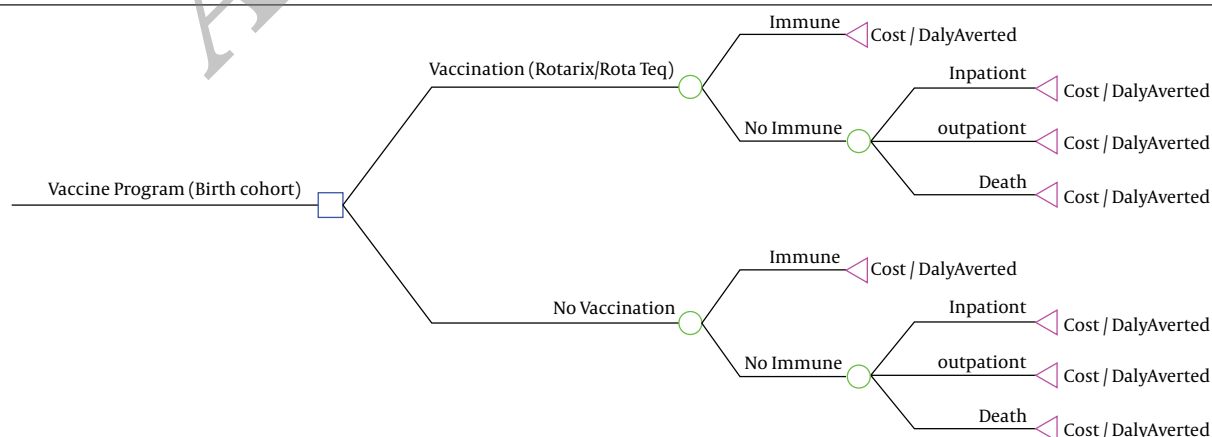 Immune
Cost / DalyAverted
Vaccination (Rotarix/Rota Teq)
Inpationt
Cost / DalyAverted
No Immune
outpationt
Cost / DalyAverted
Death
Cost / DalyAverted
Vaccine Program (Birth cohort)
Immune
Cost / DalyAverted
No Vaccination
Inpationt
Cost / DalyAverted
No Immune
outpationt
Cost / DalyAverted
Death
Cost / DalyAverted